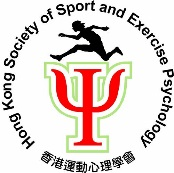 Hong Kong Society of Sport and Exercise Psychology
Ψ
香港運動心理學會